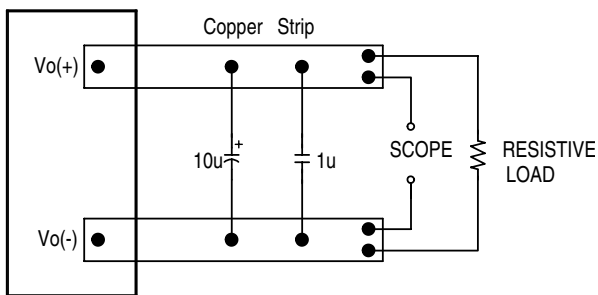 Copper Strip
Vo(+)
+
10u
1u
SCOPE
RESISTIVE
LOAD
Vo(-)